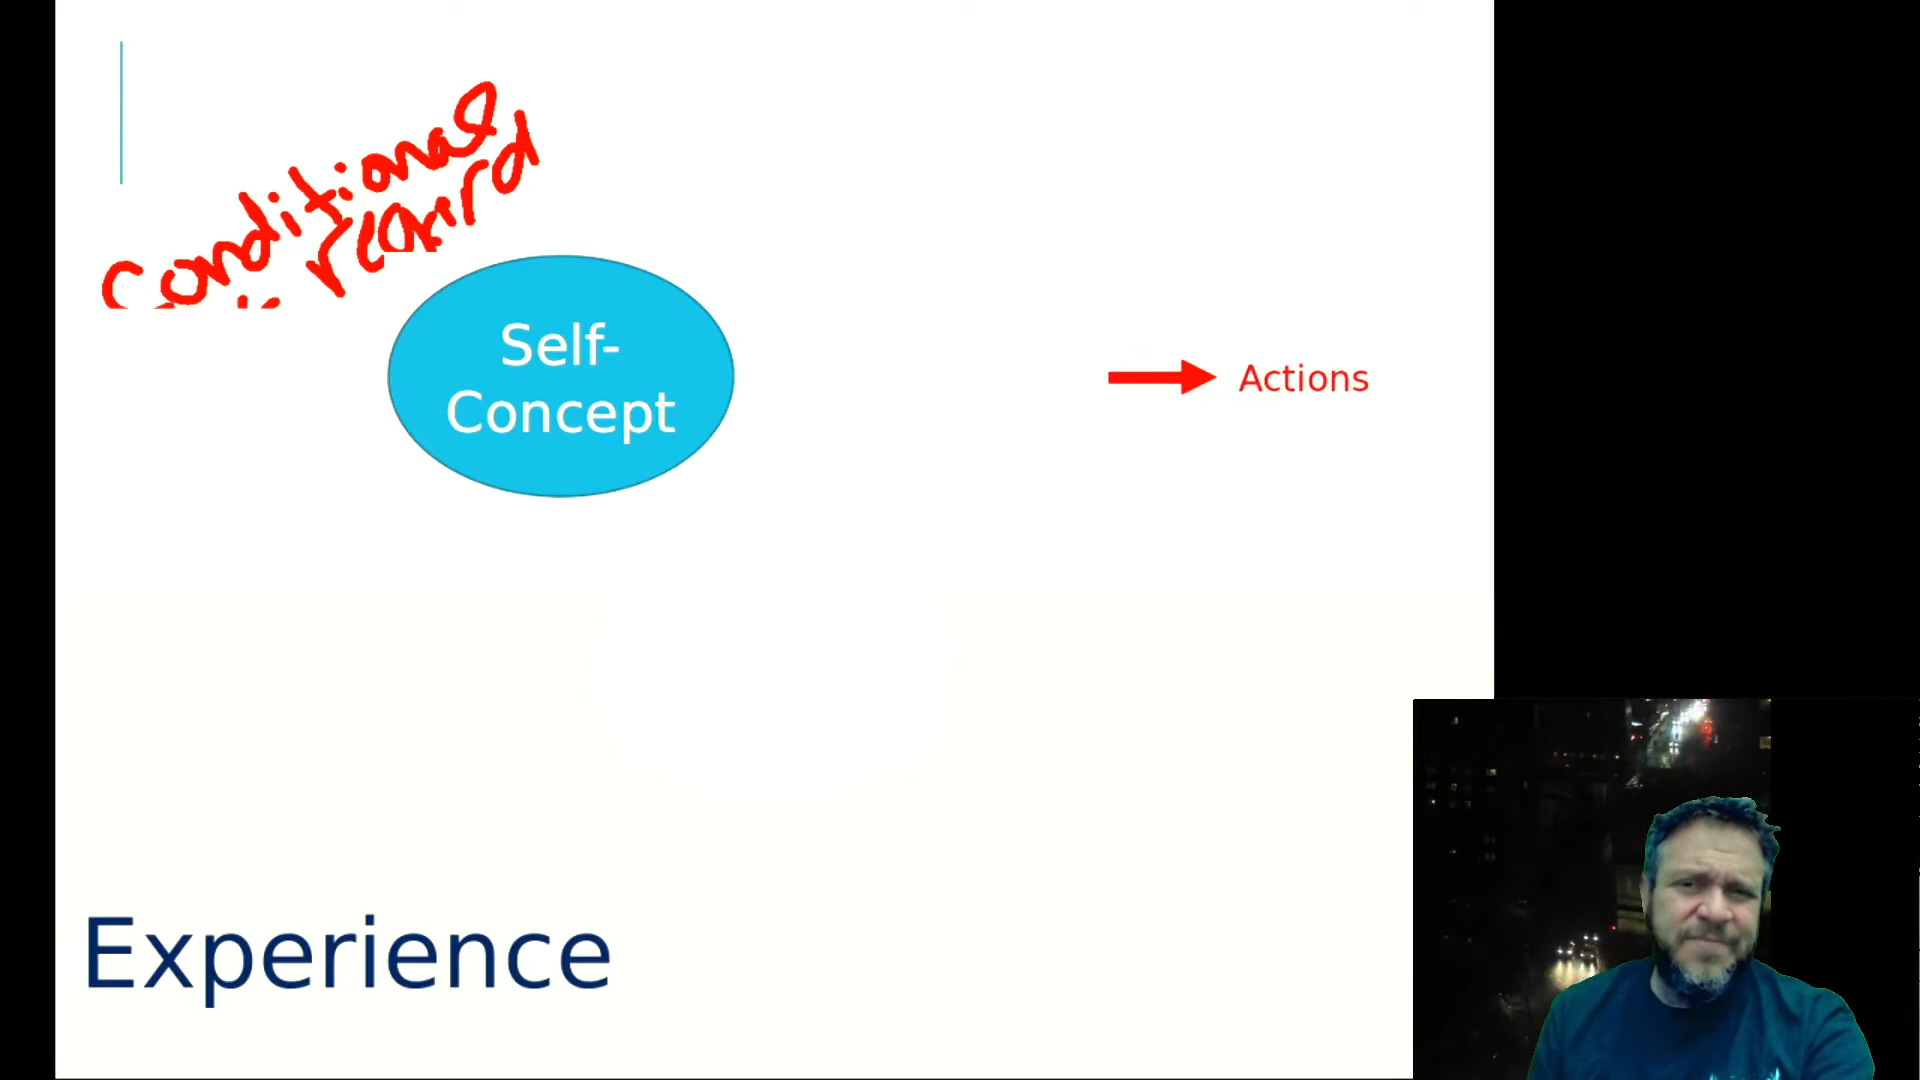 Conditional
regard
Self-
Concept
Actions
Experience